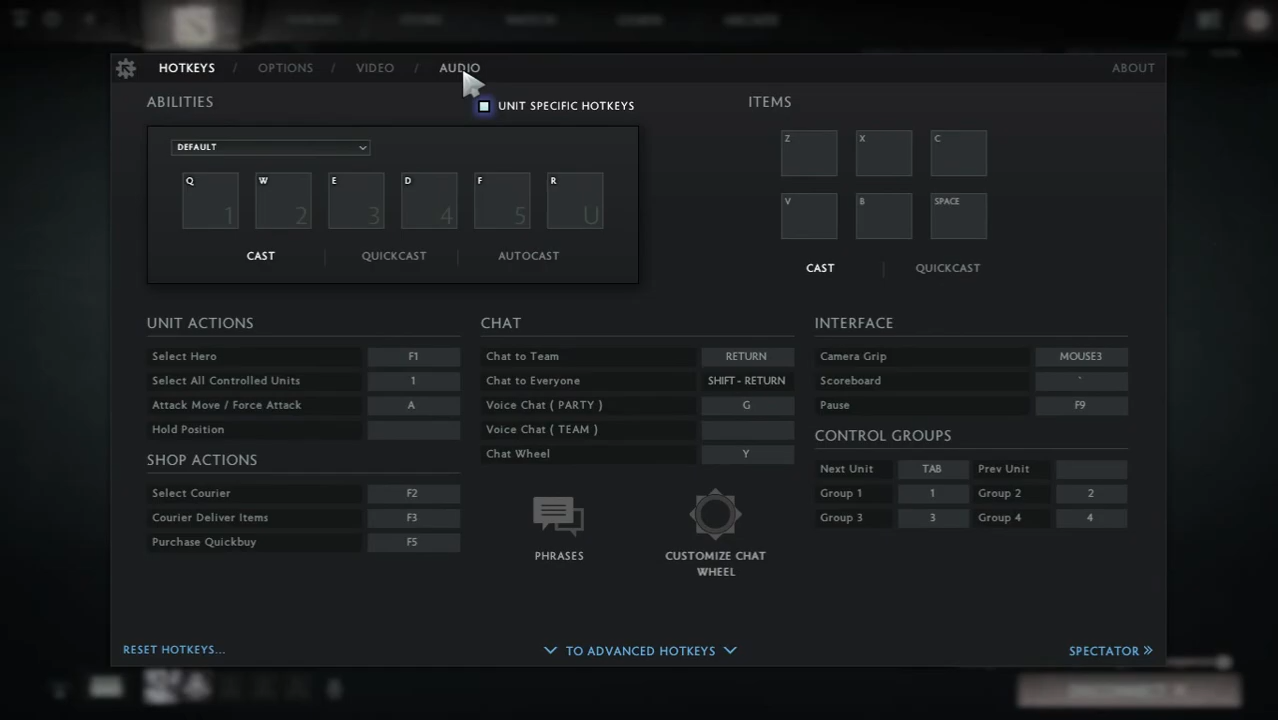 HOTKEYS / OPTIONS / VIDEO / AUDIO ABOUT
ABILITIES
UNIT SPECIFIC HOTKEYS
DEFAULT
Q W E D F R
1 2 3 4 5 U
CAST QUICKCAST AUTOCAST
ITEMS
Z X C
V B SPACE
CAST QUICKCAST
UNIT ACTIONS
Select Hero F1
Select All Controlled Units 1
Attack Move / Force Attack A
Hold Position
SHOP ACTIONS
Select Courier F2
Courier Deliver Items F3
Purchase Quickbuy F5
CHAT
Chat to Team RETURN
Chat to Everyone SHIFT - RETURN
Voice Chat ( PARTY ) G
Voice Chat ( TEAM )
Chat Wheel Y
PHRASES
CUSTOMIZE CHAT
WHEEL
INTERFACE
Camera Grip MOUSE3
Scoreboard `
Pause F9
CONTROL GROUPS
Next Unit TAB Prev Unit
Group 1 1 Group 2 2
Group 3 3 Group 4 4
RESET HOTKEYS...
TO ADVANCED HOTKEYS
SPECTATOR